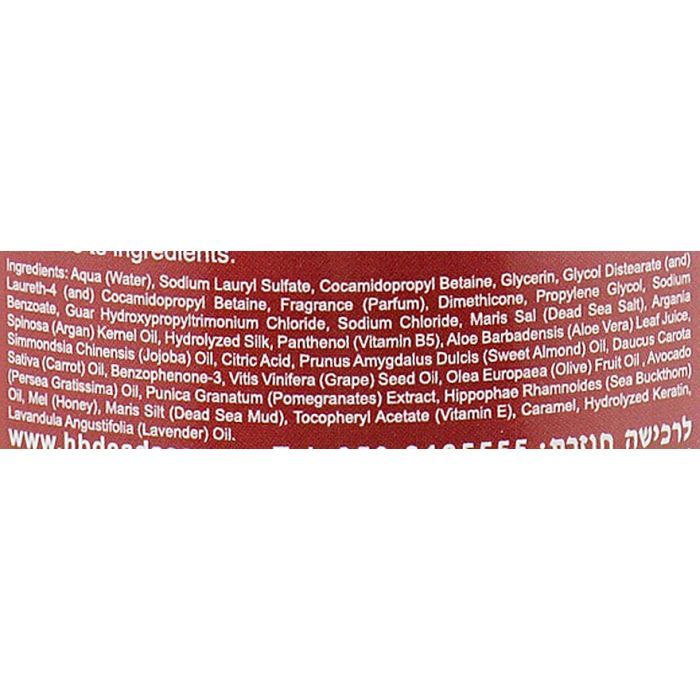 to ingredients.
Ingredients: Aqua (Water), Sodium Lauryl Sulfate, Cocamidopropyl Betaine, Glycerin, Glycol Distearate (and)
Laureth-4 (and) Cocamidopropyl Betaine, Fragrance (Parfum), Dimethicone, Propylene Glycol, Sodium
Benzoate, Guar Hydroxypropyltrimonium Chloride, Sodium Chloride, Maris Sal (Dead Sea Salt), Argania
Spinosa (Argan) Kernel Oil, Hydrolyzed Silk, Panthenol (Vitamin B5), Aloe Barbadensis (Aloe Vera) Leaf Juice,
Simmondsia Chinensis (Jojoba) Oil, Citric Acid, Prunus Amygdalus Dulcis (Sweet Almond) Oil, Daucus Carota
Sativa (Carrot) Oil, Benzophenone-3, Vitis Vinifera (Grape) Seed Oil, Olea Europaea (Olive) Fruit Oil , Avocado
(Persea Gratissima) Oil, Punica Granatum (Pomegranates) Extract, Hippophae Rhamnoides (Sea Buckthorn)
Oil, Mel (Honey), Maris Silt (Dead Sea Mud), Tocopheryl Acetate (Vitamin E), Caramel, Hydrolyzed Keratin,
Lavandula Angustifolia (Lavender) Oil.
לרכישה חוזרת: